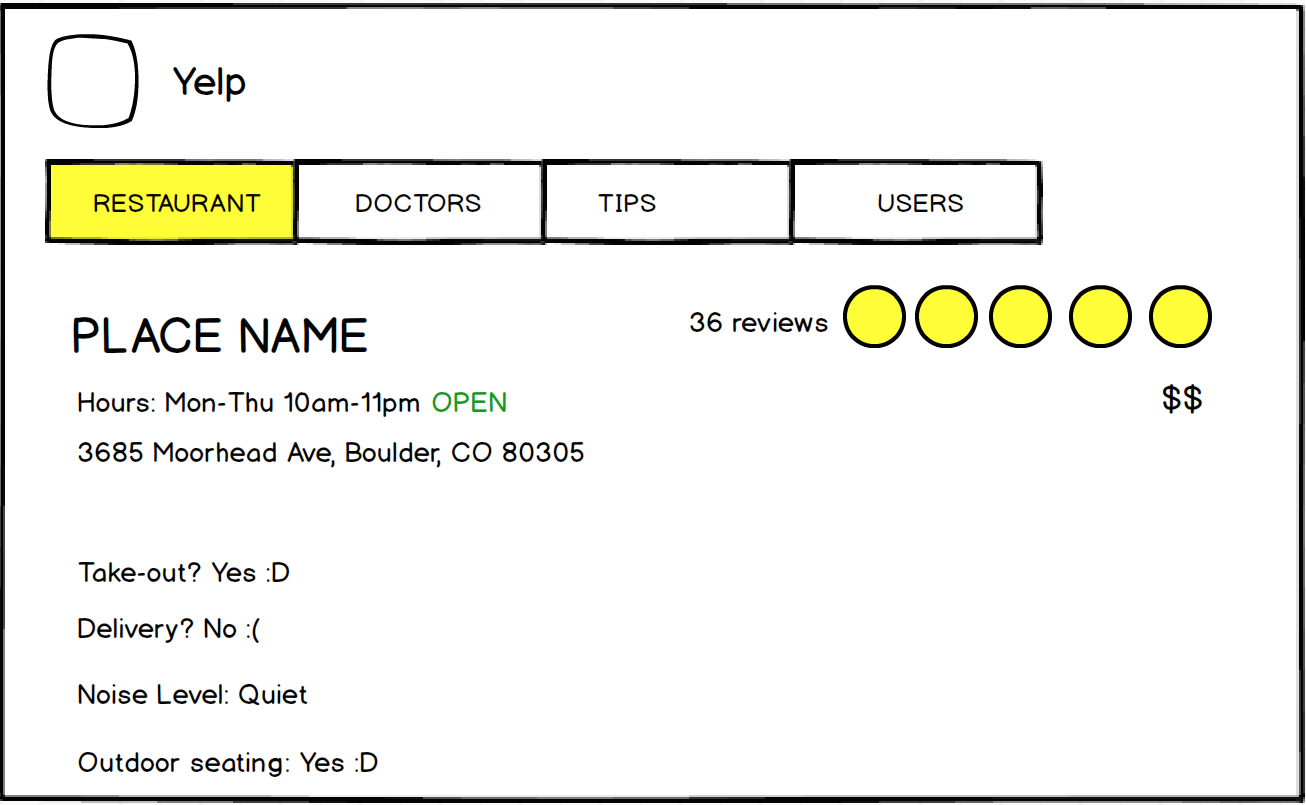 Yelp
RESTAURANT DOCTORS TIPS USERS
PLACE NAME
36 reviews
Hours: Mon-Thu 10am-11pm OPEN
$$
3685 Moorhead Ave, Boulder, CO 80305
Take-out? Yes :D
Delivery? No :(
Noise Level: Quiet
Outdoor seating: Yes :D